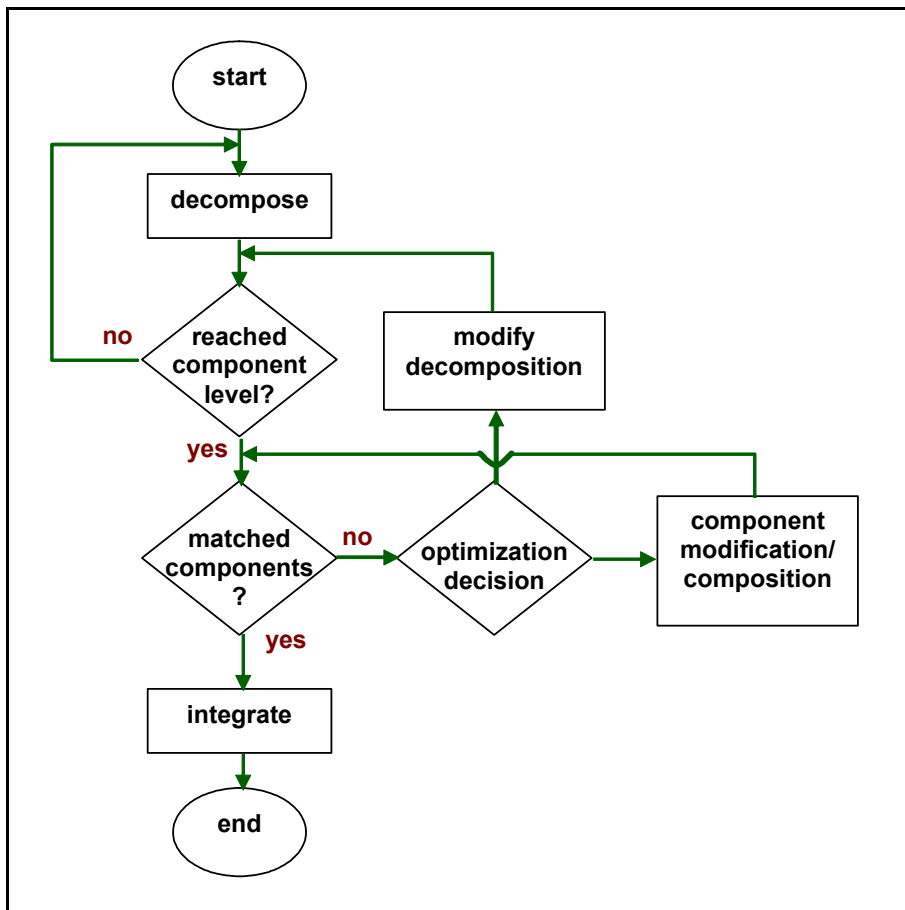 start
decompose
no
reached
component
level?
modify
decomposition
yes
matched
components
?
no
optimization
decision
component
modification/
composition
yes
integrate
end